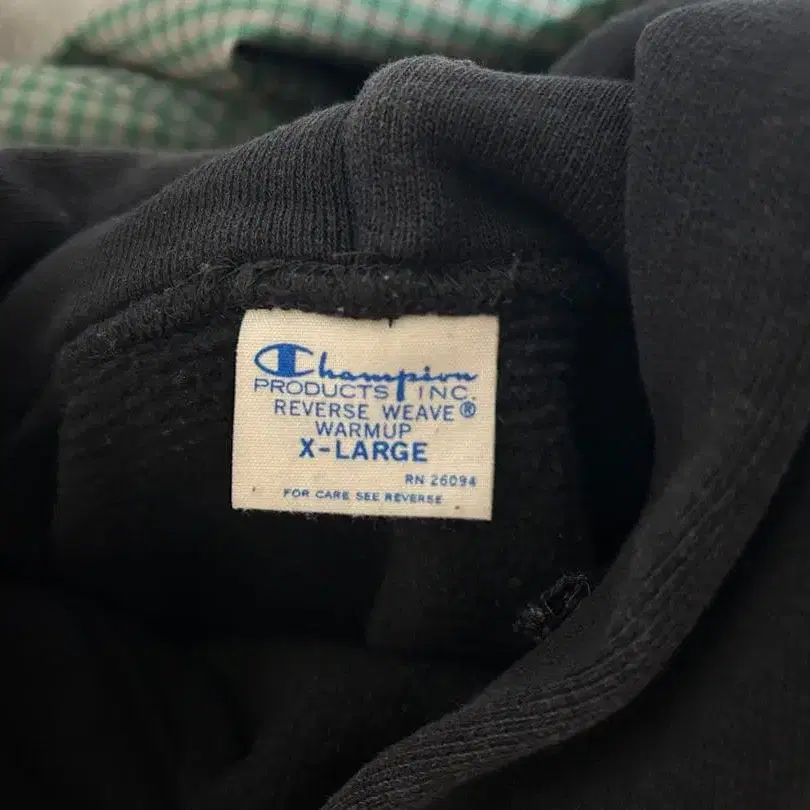 Champion
PRODUCTS INC.
REVERSE WEAVE®
WARMUP
X-LARGE
RN 26094
FOR CARE SEE REVERSE